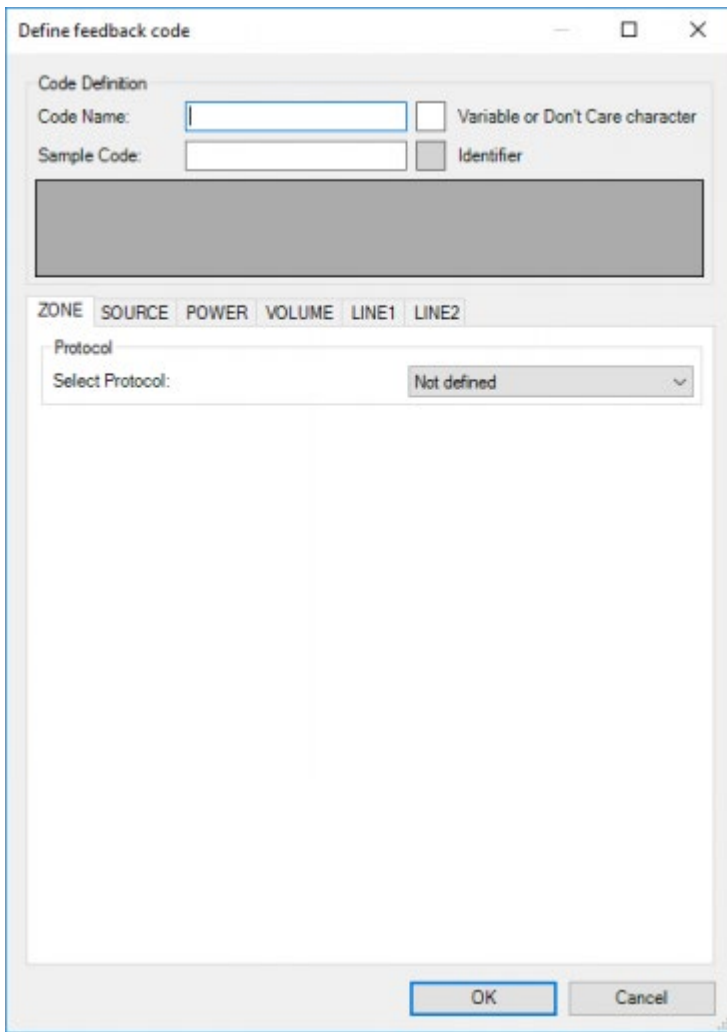 Define feedback code
Code Definition
Code Name: Variable or Don't Care character
Sample Code: Identifier
ZONE SOURCE POWER VOLUME LINE1 LINE2
Protocol
Select Protocol: Not defined
OK Cancel